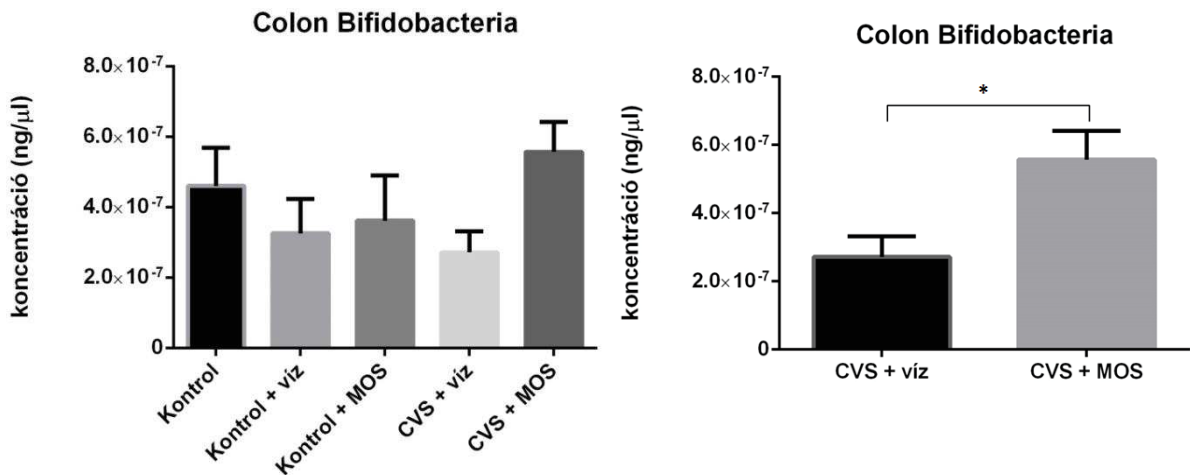 Colon Bifidobacteria
koncentráció (ng/µl)
8.0×10⁻⁷
6.0×10⁻⁷
4.0×10⁻⁷
2.0×10⁻⁷
0
Kontrol
Kontrol + víz
Kontrol + MOS
CVS + víz
CVS + MOS
Colon Bifidobacteria
koncentráció (ng/µl)
8.0×10⁻⁷
6.0×10⁻⁷
4.0×10⁻⁷
2.0×10⁻⁷
0
*
CVS + víz
CVS + MOS